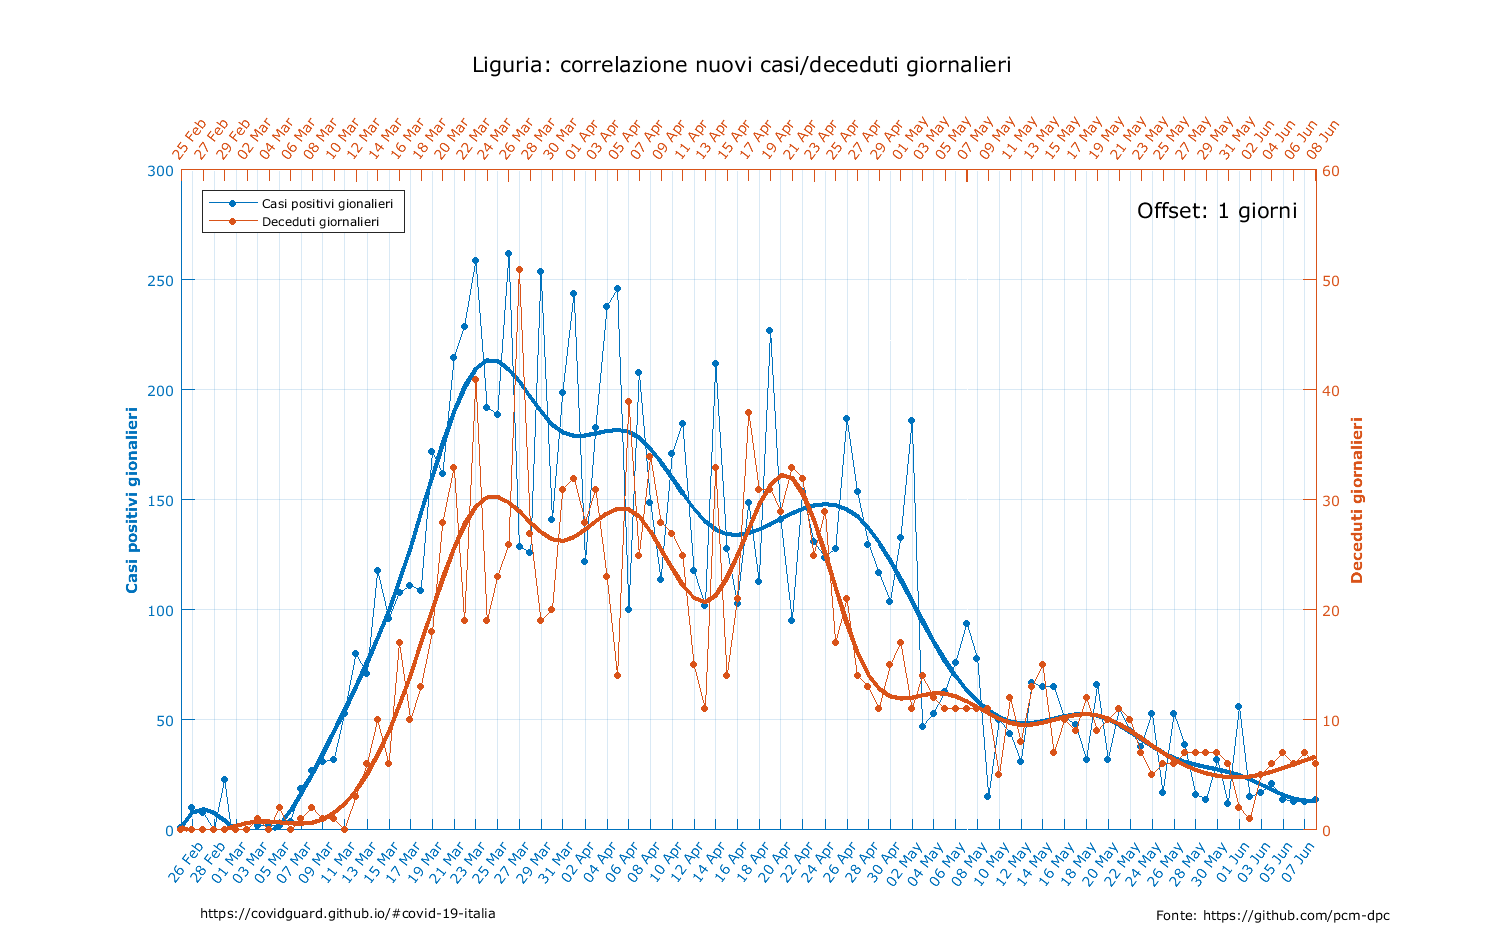 Liguria: correlazione nuovi casi/deceduti giornalieri
25 Feb 27 Feb 29 Feb 02 Mar 04 Mar 06 Mar 08 Mar 10 Mar 12 Mar 14 Mar 16 Mar 18 Mar 20 Mar 22 Mar 24 Mar 26 Mar 28 Mar 30 Mar 01 Apr 03 Apr 05 Apr 07 Apr 09 Apr 11 Apr 13 Apr 15 Apr 17 Apr 19 Apr 21 Apr 23 Apr 25 Apr 27 Apr 29 Apr 01 May 03 May 05 May 07 May 09 May 11 May 13 May 15 May 17 May 19 May 21 May 23 May 25 May 27 May 29 May 31 May 02 Jun 04 Jun 06 Jun 08 Jun
Casi positivi gionalieri
Deceduti giornalieri
Offset: 1 giorni
300
250
200
150
100
50
0
Casi positivi gionalieri
60
50
40
30
20
10
0
Deceduti giornalieri
26 Feb 28 Feb 01 Mar 03 Mar 05 Mar 07 Mar 09 Mar 11 Mar 13 Mar 15 Mar 17 Mar 19 Mar 21 Mar 23 Mar 25 Mar 27 Mar 29 Mar 31 Mar 02 Apr 04 Apr 06 Apr 08 Apr 10 Apr 12 Apr 14 Apr 16 Apr 18 Apr 20 Apr 22 Apr 24 Apr 26 Apr 28 Apr 30 Apr 02 May 04 May 06 May 08 May 10 May 12 May 14 May 16 May 18 May 20 May 22 May 24 May 26 May 28 May 30 May 01 Jun 03 Jun 05 Jun 07 Jun
https://covidguard.github.io/#covid-19-italia
Fonte: https://github.com/pcm-dpc